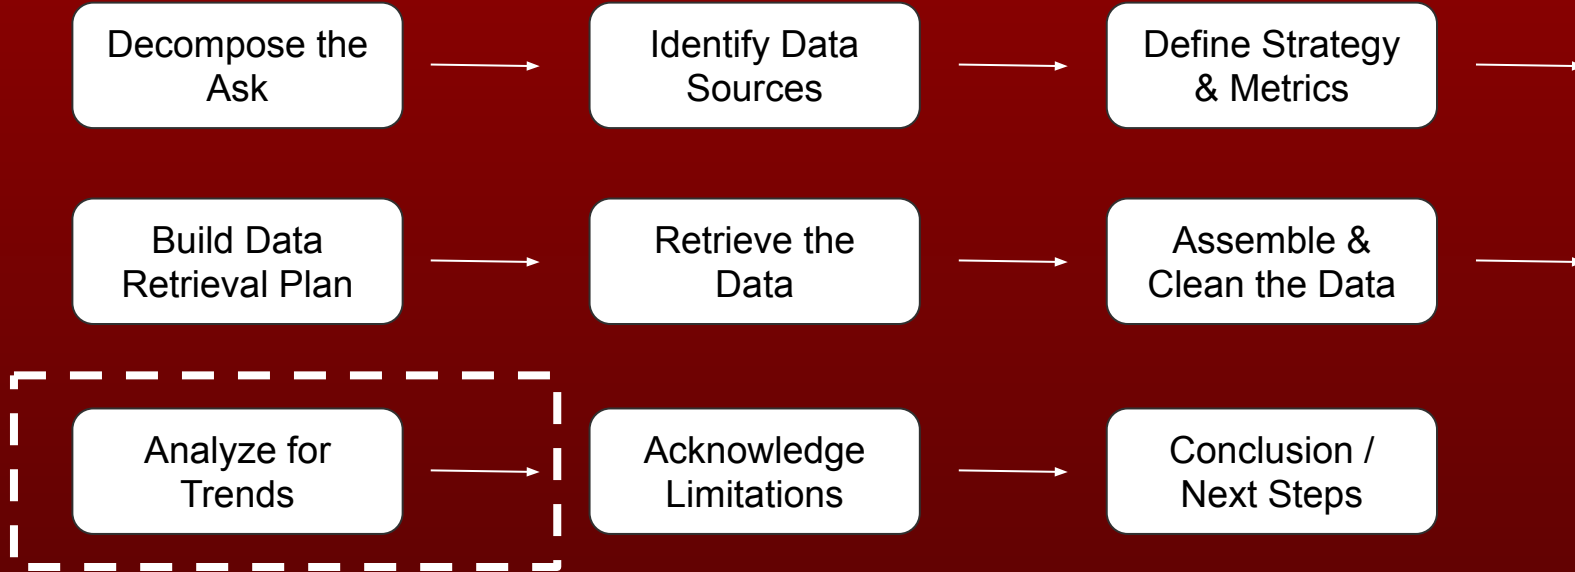 Decompose the
Ask
Identify Data
Sources
Define Strategy
& Metrics
Build Data
Retrieval Plan
Retrieve the
Data
Assemble &
Clean the Data
Analyze for
Trends
Acknowledge
Limitations
Conclusion /
Next Steps